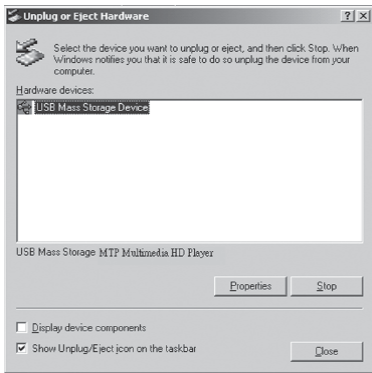 Unplug or Eject Hardware
Select the device you want to unplug or eject, and then click Stop. When
Windows notifies you that it is safe to do so unplug the device from your
computer.
Hardware devices:
USB Mass Storage Device
USB Mass Storage MTP Multimedia HD Player
Properties
Stop
Display device components
Show Unplug/Eject icon on the taskbar
Close